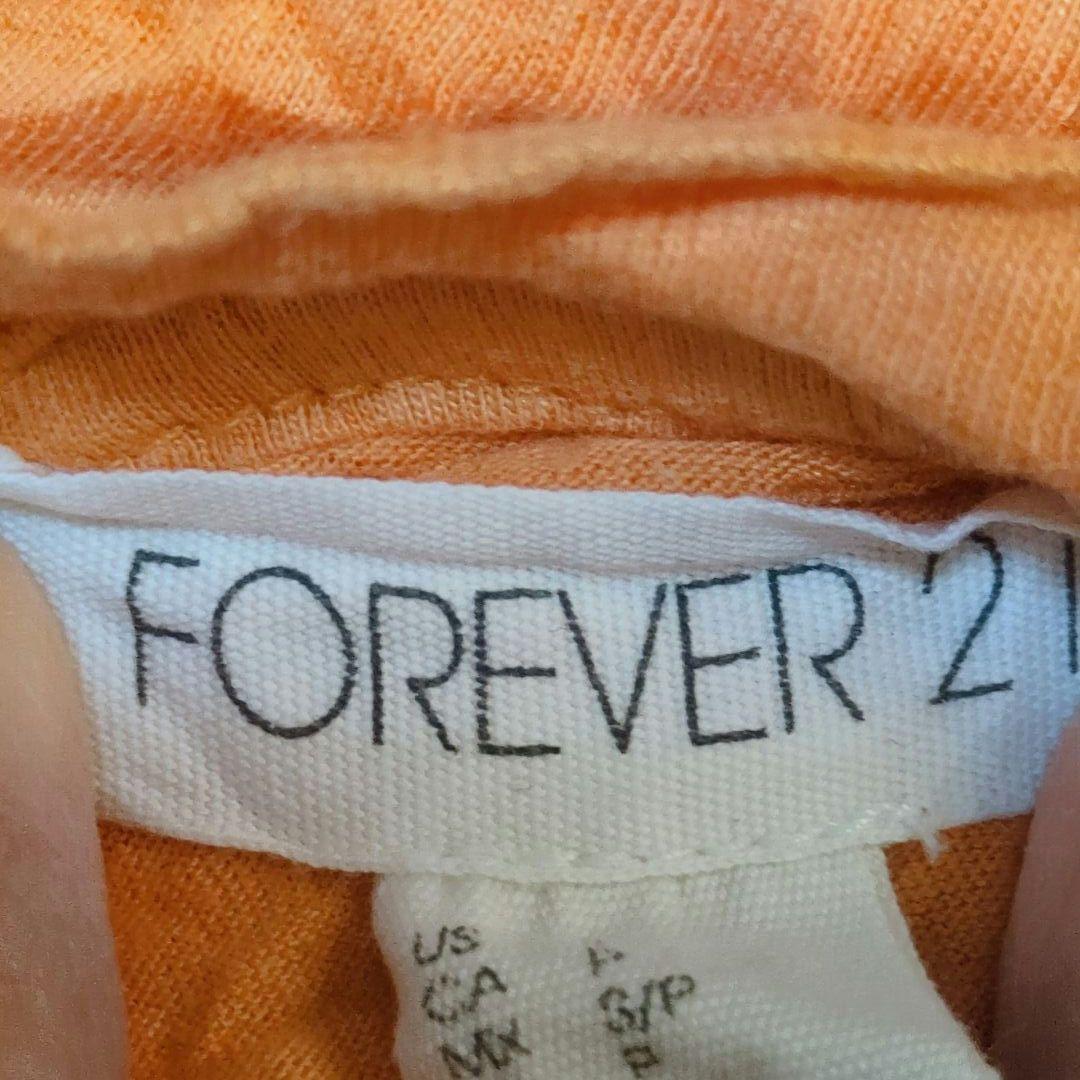 FOREVER 21
US
CA S/P
MX